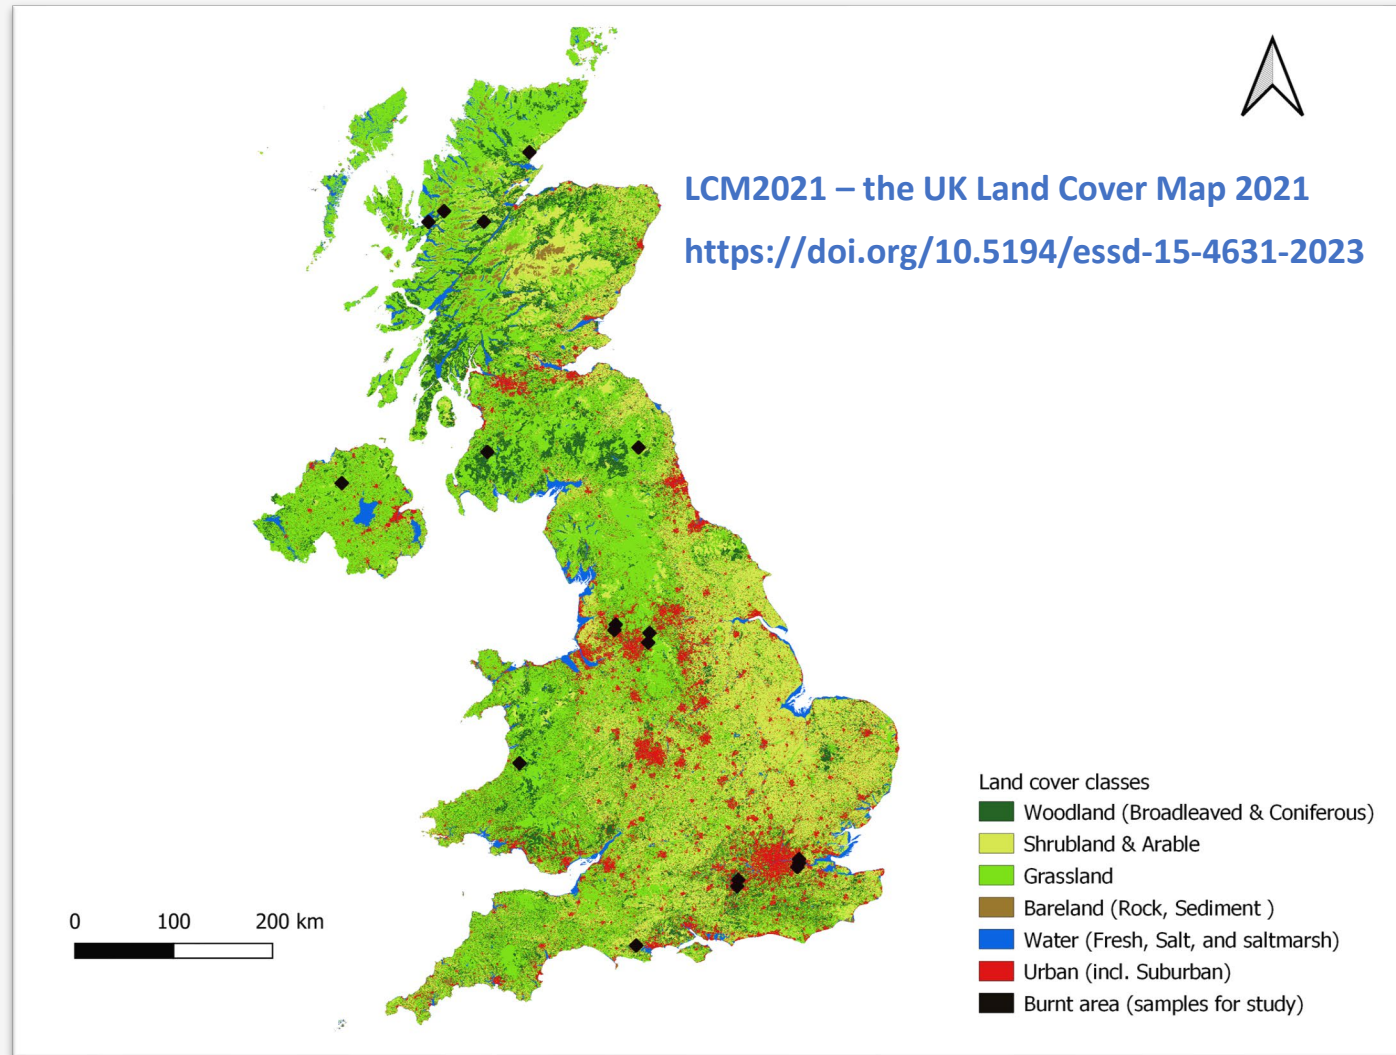 LCM2021 – the UK Land Cover Map 2021
https://doi.org/10.5194/essd-15-4631-2023
Land cover classes
Woodland (Broadleaved & Coniferous)
Shrubland & Arable
Grassland
Bareland (Rock, Sediment )
Water (Fresh, Salt, and saltmarsh)
Urban (incl. Suburban)
Burnt area (samples for study)
0 100 200 km